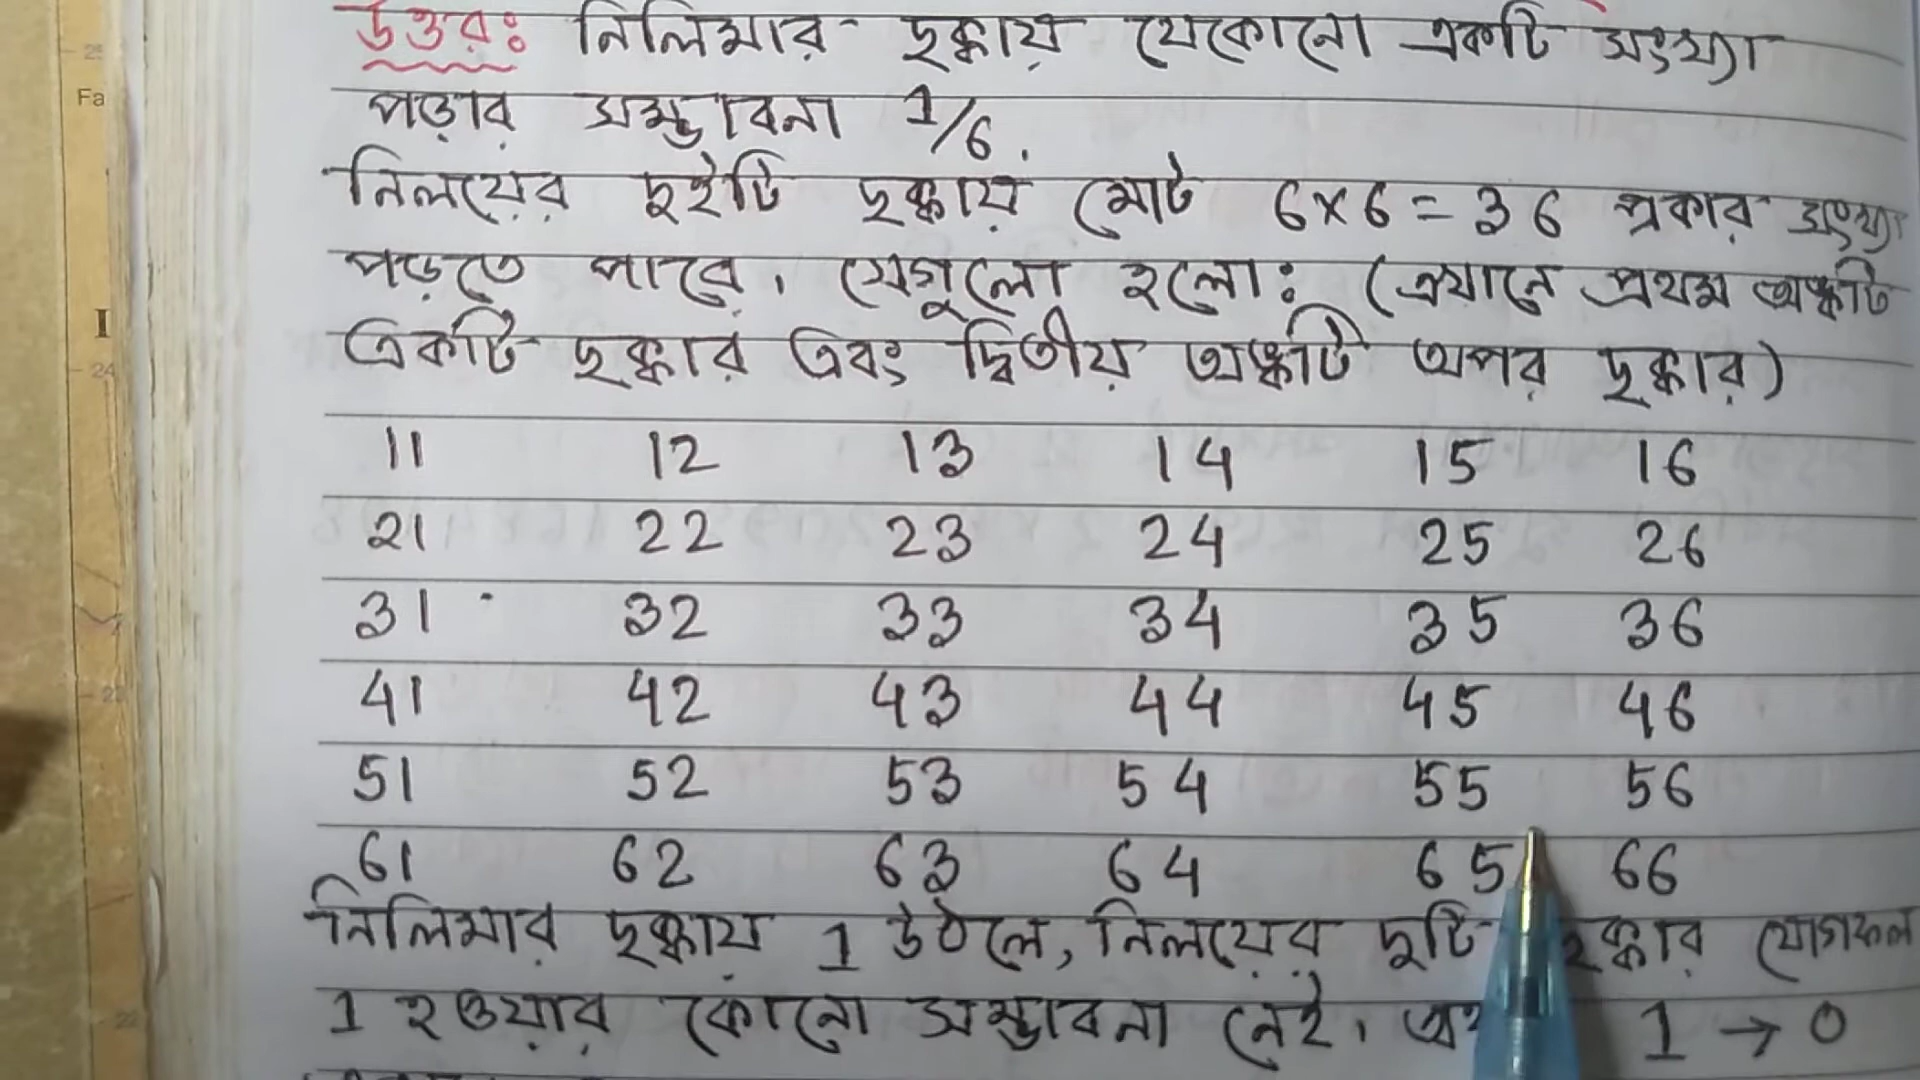 উত্তরঃ নিলিমার ছক্কায় যেকোনো একটি সংখ্যা
পড়ার সম্ভাবনা 1/6.
নিলয়ের দুইটি ছক্কায় মোট 6×6=36 প্রকার সংখ্যা
পড়তে পারে। সেগুলো হলোঃ (এখানে প্রথম অঙ্কটি
একটি ছক্কার এবং দ্বিতীয় অঙ্কটি অপর ছক্কার)
11 12 13 14 15 16
21 22 23 24 25 26
31 32 33 34 35 36
41 42 43 44 45 46
51 52 53 54 55 56
61 62 63 64 65 66
নিলিমার ছক্কায় 1 উঠলে, নিলয়ের দুটি ছক্কার যোগফল
1 হওয়ার কোনো সম্ভাবনা নেই। 1 → 0
Fa
I
24